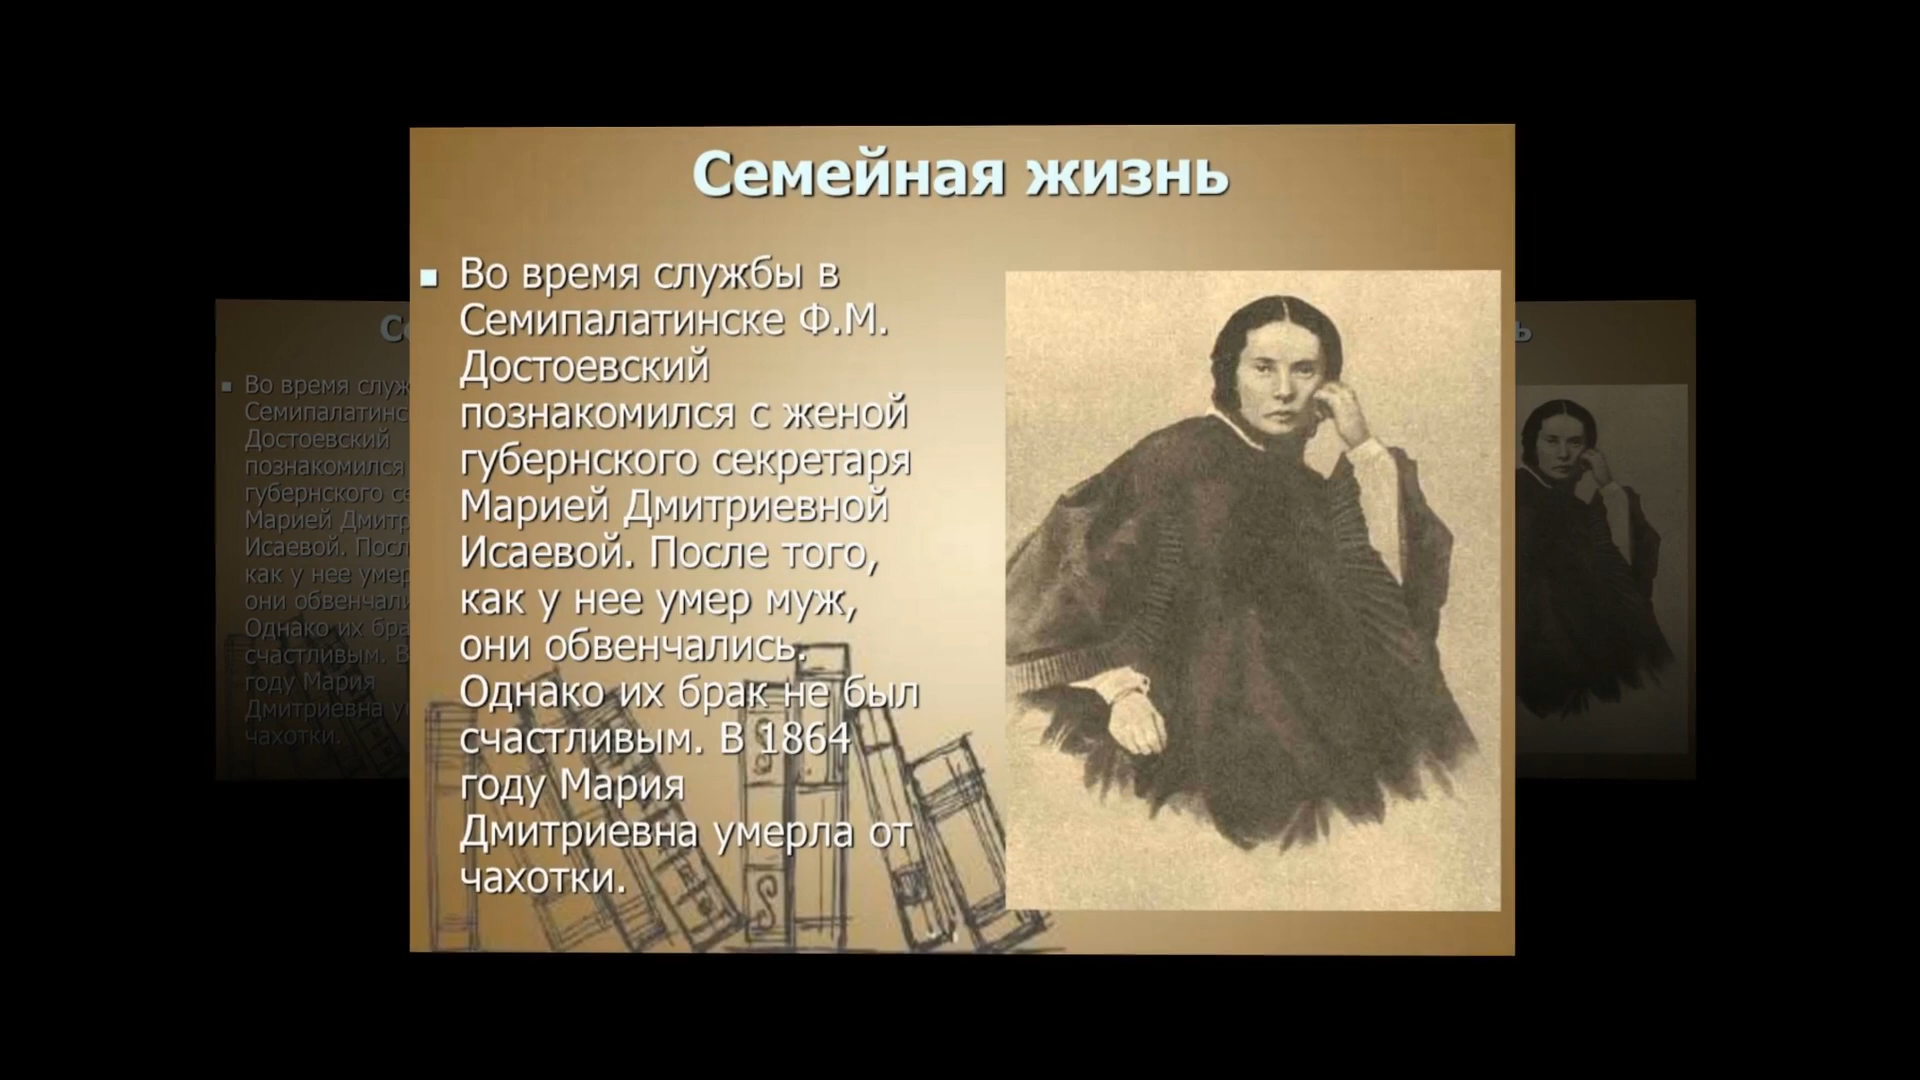 Семейная жизнь
Во время службы в
Семипалатинске Ф.М.
Достоевский
познакомился с женой
губернского секретаря
Марией Дмитриевной
Исаевой. После того,
как у нее умер муж,
они обвенчались.
Однако их брак не был
счастливым. В 1864
году Мария
Дмитриевна умерла от
чахотки.